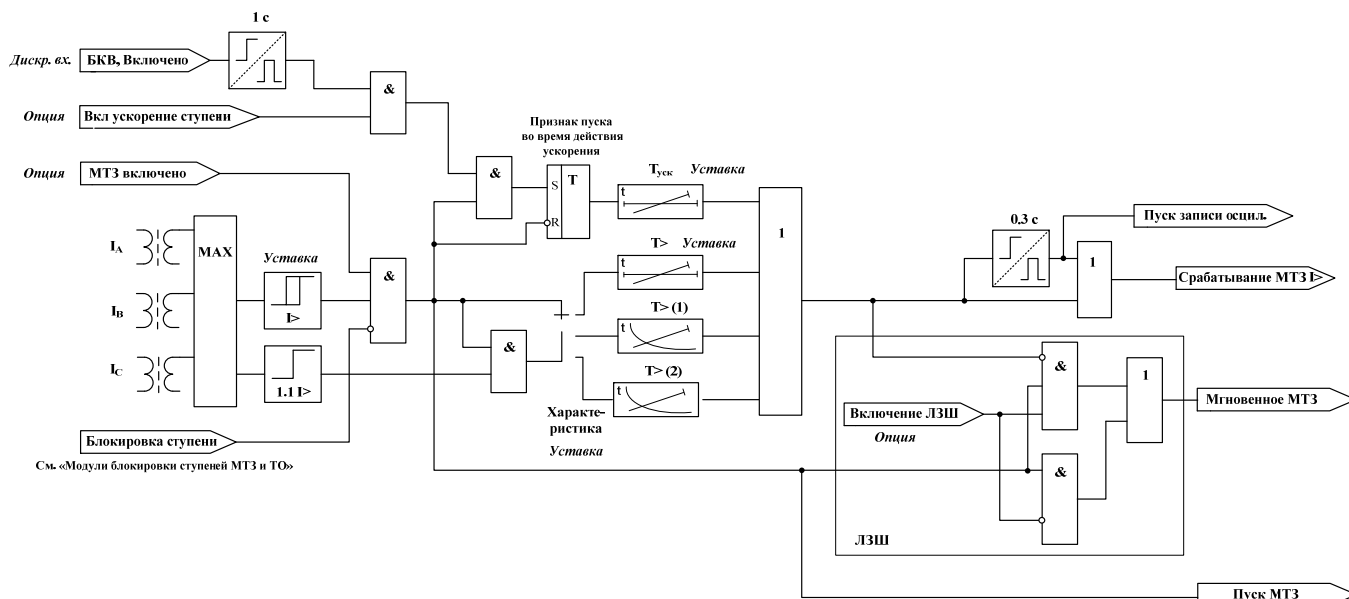 1 с
Дискр. вх.
БКВ, Включено
&
Опция
Вкл ускорение ступени
Признак пуска
во время действия
ускорения
Опция
МТЗ включено
&
S
T
R
Tуск
Уставка
t
1
0.3 с
Пуск записи осцил.
IA
MAX
Уставка
&
T>
Уставка
t
1
Срабатывание МТЗ I>
IB
I>
T> (1)
t
&
&
1
IC
1.1 I>
T> (2)
t
Включение ЛЗШ
Опция
Мгновенное МТЗ
Характе-
ристика
Уставка
Блокировка ступени
См. «Модули блокировки ступеней МТЗ и ТО»
&
ЛЗШ
Пуск МТЗ